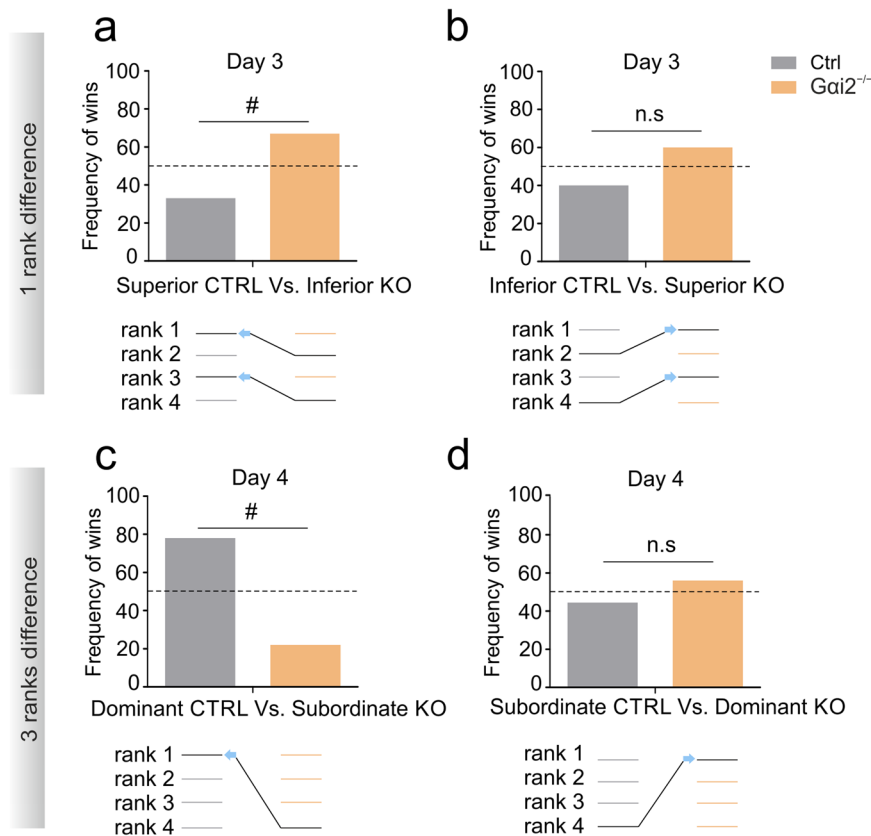 a
b
Day 3
Day 3
Ctrl
Gαi2⁻/⁻
1 rank difference
Frequency of wins
100
80
60
40
20
0
#
Superior CTRL Vs. Inferior KO
rank 1
rank 2
rank 3
rank 4
Frequency of wins
100
80
60
40
20
0
n.s
Inferior CTRL Vs. Superior KO
rank 1
rank 2
rank 3
rank 4
c
d
Day 4
Day 4
3 ranks difference
Frequency of wins
100
80
60
40
20
0
#
Dominant CTRL Vs. Subordinate KO
rank 1
rank 2
rank 3
rank 4
Frequency of wins
100
80
60
40
20
0
n.s
Subordinate CTRL Vs. Dominant KO
rank 1
rank 2
rank 3
rank 4